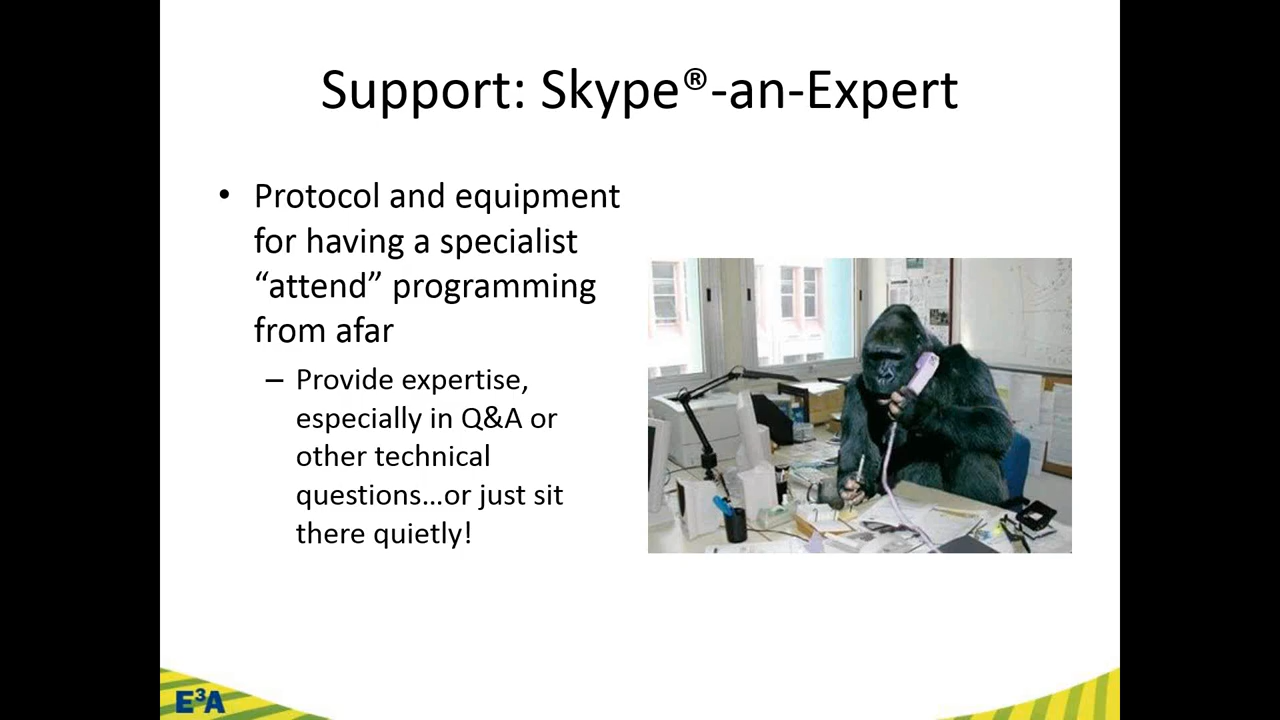 Support: Skype®-an-Expert
• Protocol and equipment
for having a specialist
“attend” programming
from afar
– Provide expertise,
especially in Q&A or
other technical
questions…or just sit
there quietly!
E³A